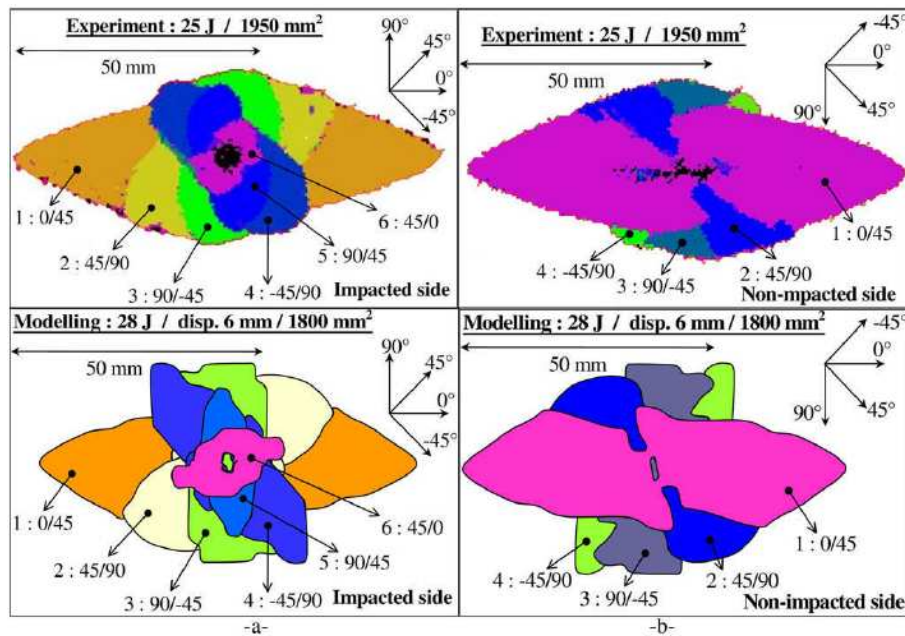 Experiment : 25 J / 1950 mm²
50 mm
90°
45°
0°
-45°
1 : 0/45
2 : 45/90
3 : 90/-45
4 : -45/90
5 : 90/45
6 : 45/0
Impacted side
Experiment : 25 J / 1950 mm²
50 mm
-45°
0°
45°
90°
1 : 0/45
4 : -45/90
3 : 90/-45
2 : 45/90
Non-mpacted side
Modelling : 28 J / disp. 6 mm / 1800 mm²
50 mm
90°
45°
0°
-45°
1 : 0/45
2 : 45/90
3 : 90/-45
4 : -45/90
5 : 90/45
6 : 45/0
Impacted side
Modelling : 28 J / disp. 6 mm / 1800 mm²
50 mm
-45°
0°
45°
90°
1 : 0/45
4 : -45/90
3 : 90/-45
2 : 45/90
Non-impacted side
-a-
-b-